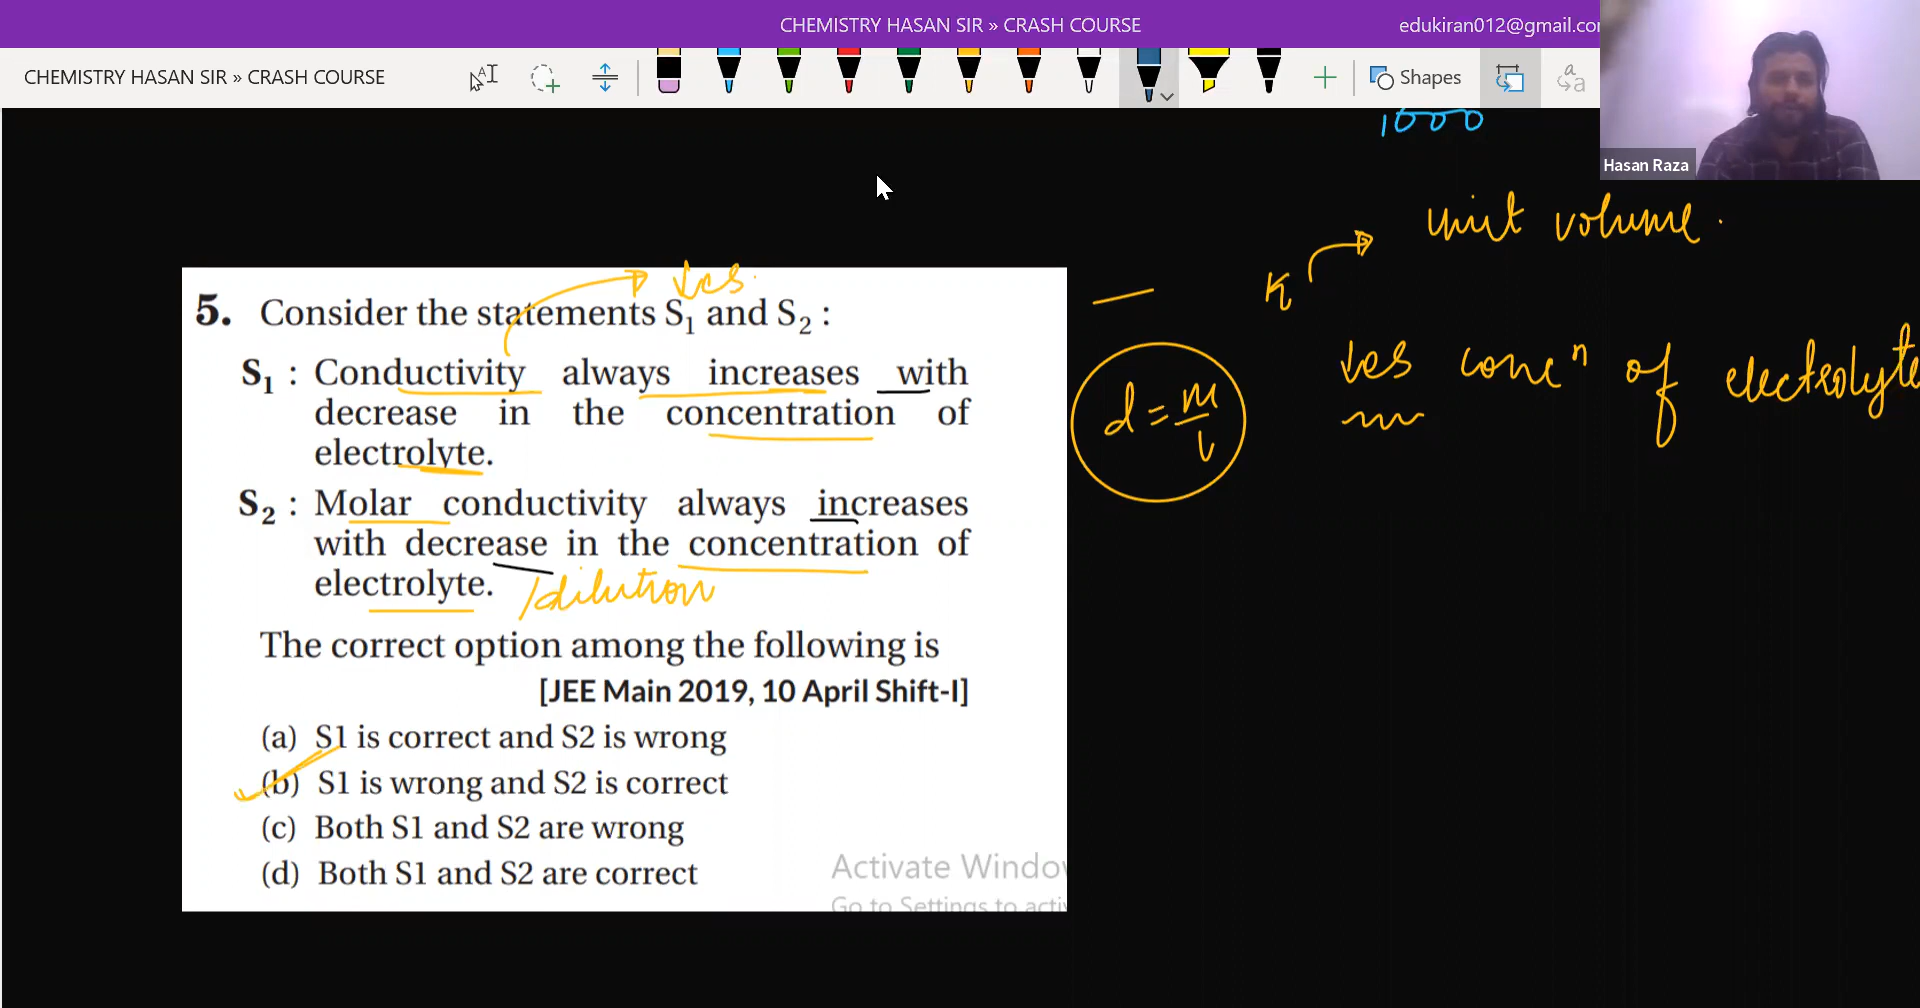 CHEMISTRY HASAN SIR » CRASH COURSE
edukiran012@gmail.co
CHEMISTRY HASAN SIR » CRASH COURSE
Shapes
1000
Hasan Raza
unit volume.
K
↓es
5. Consider the statements S₁ and S₂ :
S₁ : Conductivity always increases with
decrease in the concentration of
electrolyte.
S₂ : Molar conductivity always increases
with decrease in the concentration of
electrolyte. /dilution
The correct option among the following is
[JEE Main 2019, 10 April Shift-I]
(a) S1 is correct and S2 is wrong
(b) S1 is wrong and S2 is correct
(c) Both S1 and S2 are wrong
(d) Both S1 and S2 are correct
↓es concⁿ of electrolyte
d = m/
Activate Windo
Go to Settings to acti